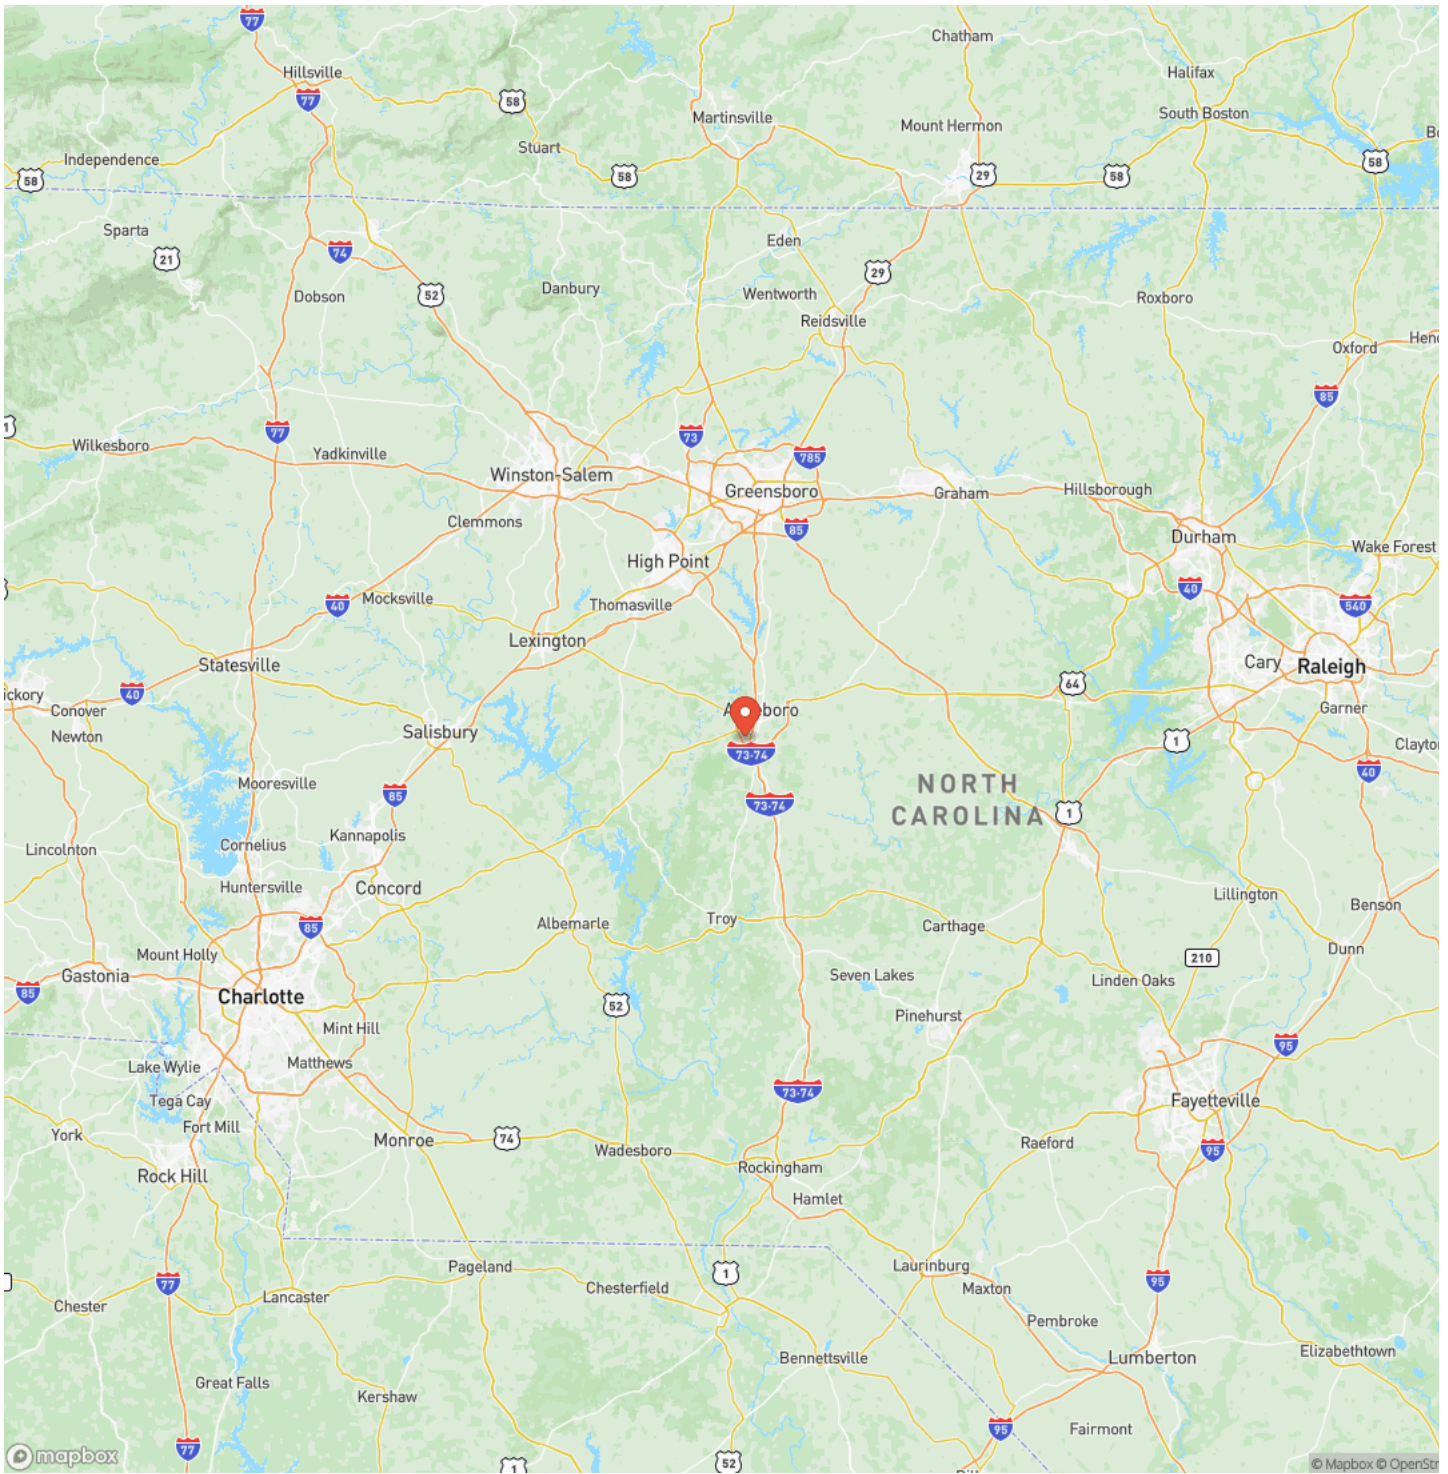 77
Chatham
Hillsville
Halifax
77
58
Martinsville
South Boston
Mount Hermon
Stuart
Independence
58
58
58
29
58
Sparta
21
74
Eden
29
Danbury
Dobson
52
Wentworth
Roxboro
Reidsville
Oxford
85
Wilkesboro
77
Yadkinville
73
785
Winston-Salem
Greensboro
Graham
Hillsborough
Clemmons
85
Durham
Wake Forest
High Point
40
540
40
Mocksville
Thomasville
Lexington
Statesville
Cary
Raleigh
40
64
Conover
Newton
Salisbury
Garner
1
73-74
40
Mooresville
85
NORTH
CAROLINA
73-74
1
Kannapolis
Cornelius
Lincolnton
Huntersville
Concord
Lillington
Benson
85
Albemarle
Troy
Carthage
Mount Holly
Dunn
210
Gastonia
Seven Lakes
Linden Oaks
85
Charlotte
52
Pinehurst
Mint Hill
95
Matthews
Lake Wylie
73-74
Tega Cay
Fayetteville
Fort Mill
York
Monroe
74
Wadesboro
Raeford
95
Rock Hill
Rockingham
Hamlet
Pageland
Laurinburg
1
77
Chesterfield
Maxton
95
Lancaster
Chester
Pembroke
Bennettsville
Lumberton
Elizabethtown
Great Falls
Kershaw
95
Fairmont
77
mapbox
1
52
© Mapbox © OpenStr